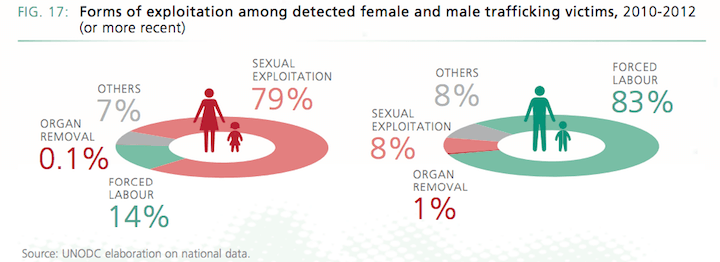 FIG. 17: Forms of exploitation among detected female and male trafficking victims, 2010-2012
(or more recent)
SEXUAL
EXPLOITATION
79%
OTHERS
7%
ORGAN
REMOVAL
0.1%
FORCED
LABOUR
14%
FORCED
LABOUR
83%
OTHERS
8%
SEXUAL
EXPLOITATION
8%
ORGAN
REMOVAL
1%
Source: UNODC elaboration on national data.